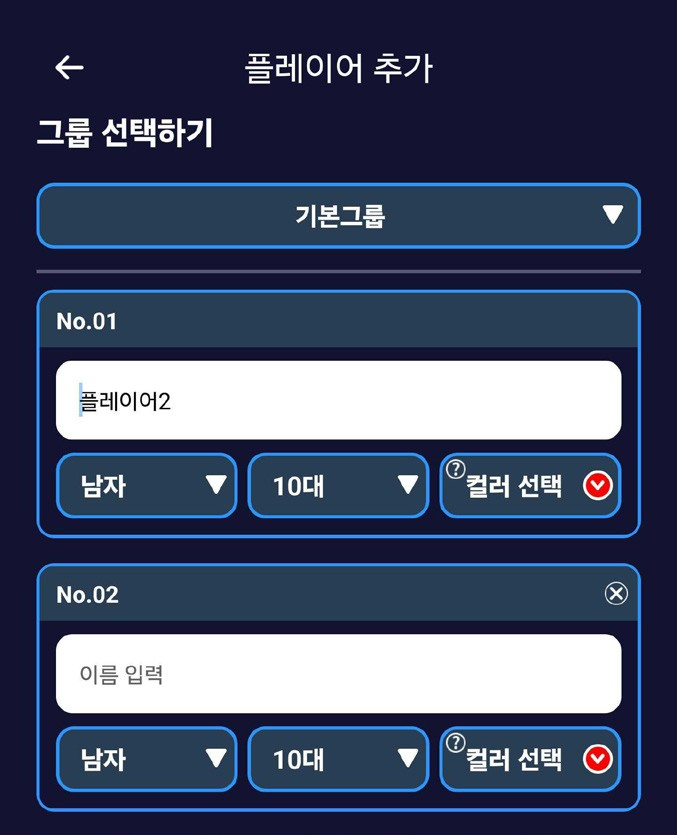 플레이어 추가
그룹 선택하기
기본그룹
No.01
플레이어2
남자 10대 ? 컬러 선택
No.02
이름 입력
남자 10대 ? 컬러 선택